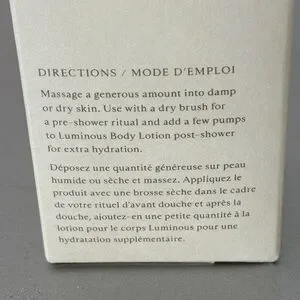 DIRECTIONS / MODE D'EMPLOI
Massage a generous amount into damp
or dry skin. Use with a dry brush for
a pre-shower ritual and add a few pumps
to Luminous Body Lotion post-shower
for extra hydration.
Déposez une quantité généreuse sur peau
humide ou sèche et massez. Appliquez le
produit avec une brosse sèche dans le cadre
de votre rituel d'avant douche et après la
douche, ajoutez-en une petite quantité à la
lotion pour le corps Luminous pour une
hydratation supplémentaire.